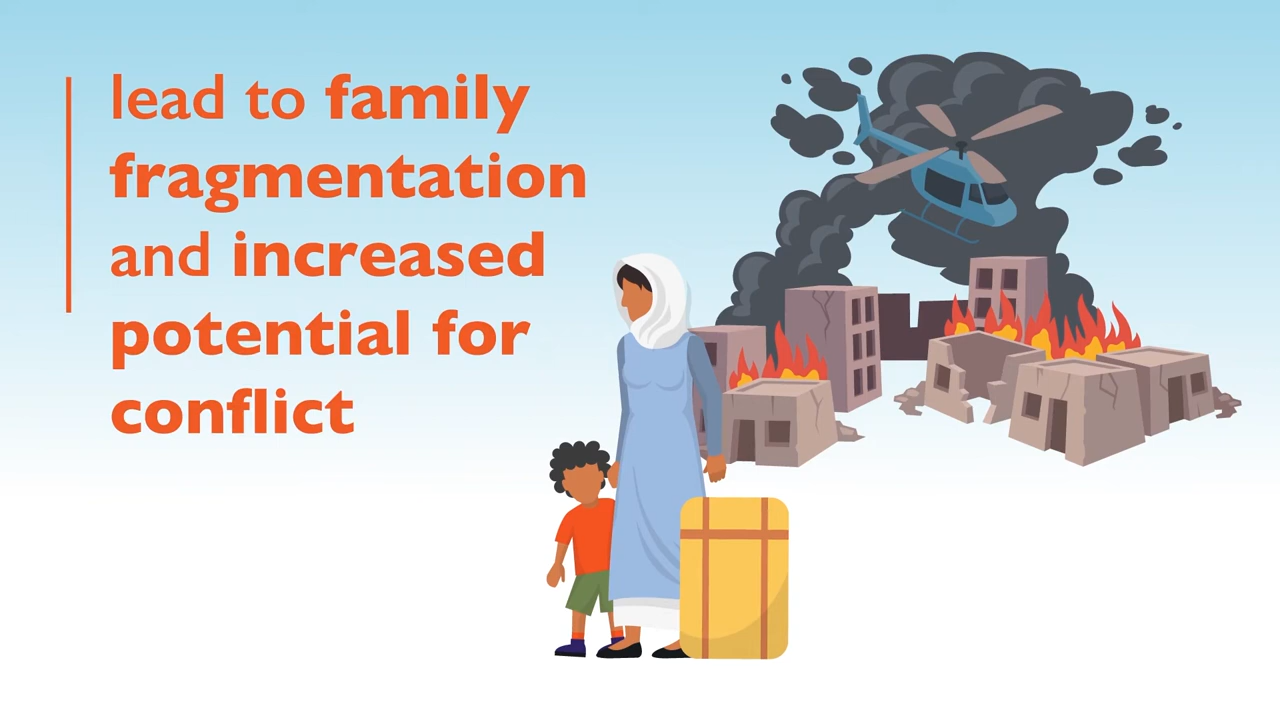 lead to family
fragmentation
and increased
potential for
conflict